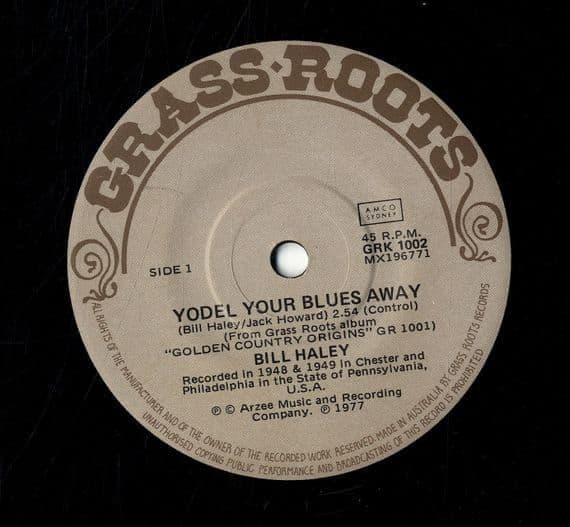 GRASS·ROOTS
AMCO
SYDNEY
45 R.P.M.
GRK 1002
MX196771
SIDE 1
YODEL YOUR BLUES AWAY
(Bill Haley/Jack Howard) 2.54 (Control)
(From Grass Roots album
"GOLDEN COUNTRY ORIGINS" GR 1001)
BILL HALEY
Recorded in 1948 & 1949 in Chester and
Philadelphia in the State of Pennsylvania,
U.S.A.
℗ © Arzee Music and Recording
Company. ℗ 1977
ALL RIGHTS OF THE MANUFACTURER AND OF THE OWNER OF THE RECORDED WORK RESERVED. MADE IN AUSTRALIA BY GRASS ROOTS RECORDS
UNAUTHORISED COPYING PUBLIC PERFORMANCE AND BROADCASTING OF THIS RECORD IS PROHIBITED